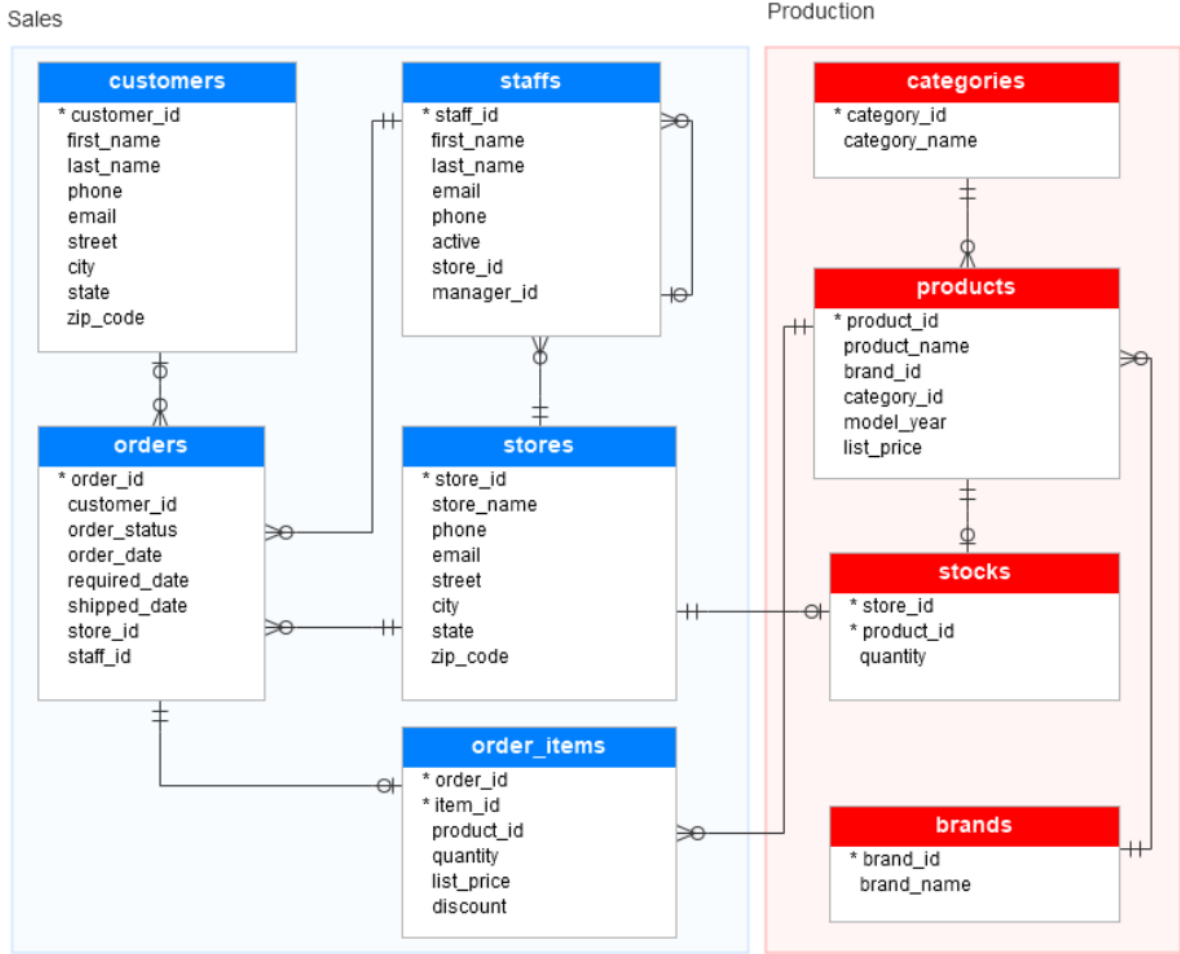 Sales
customers
* customer_id
first_name
last_name
phone
email
street
city
state
zip_code
staffs
* staff_id
first_name
last_name
email
phone
active
store_id
manager_id
orders
* order_id
customer_id
order_status
order_date
required_date
shipped_date
store_id
staff_id
stores
* store_id
store_name
phone
email
street
city
state
zip_code
order_items
* order_id
* item_id
product_id
quantity
list_price
discount
Production
categories
* category_id
category_name
products
* product_id
product_name
brand_id
category_id
model_year
list_price
stocks
* store_id
* product_id
quantity
brands
* brand_id
brand_name